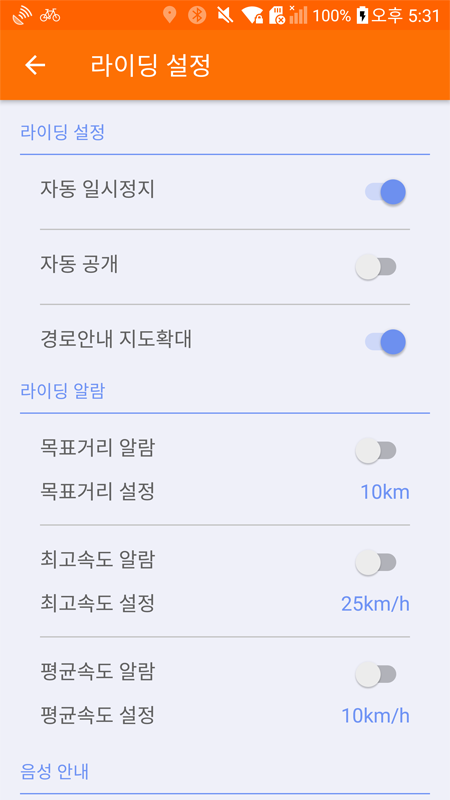 100% 오후 5:31
라이딩 설정
라이딩 설정
자동 일시정지
자동 공개
경로안내 지도확대
라이딩 알람
목표거리 알람
목표거리 설정 10km
최고속도 알람
최고속도 설정 25km/h
평균속도 알람
평균속도 설정 10km/h
음성 안내